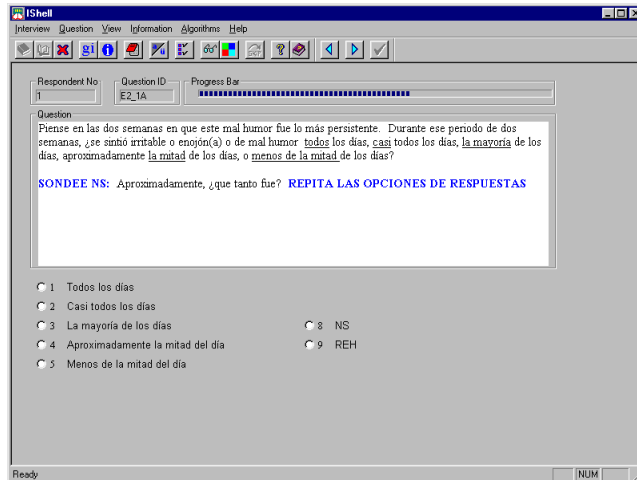 IShell
Interview Question View Information Algorithms Help
gi
Respondent No
Question ID
Progress Bar
1
E2_1A
Question
Piense en las dos semanas en que este mal humor fue lo más persistente. Durante ese periodo de dos
semanas, ¿se sintió irritable o enojón(a) o de mal humor todos los días, casi todos los días, la mayoría de los
días, aproximadamente la mitad de los días, o menos de la mitad de los días?
SONDEE NS: Aproximadamente, ¿que tanto fue? REPITA LAS OPCIONES DE RESPUESTAS
1 Todos los días
2 Casi todos los días
3 La mayoría de los días
8 NS
4 Aproximadamente la mitad del día
9 REH
5 Menos de la mitad del día
Ready
NUM